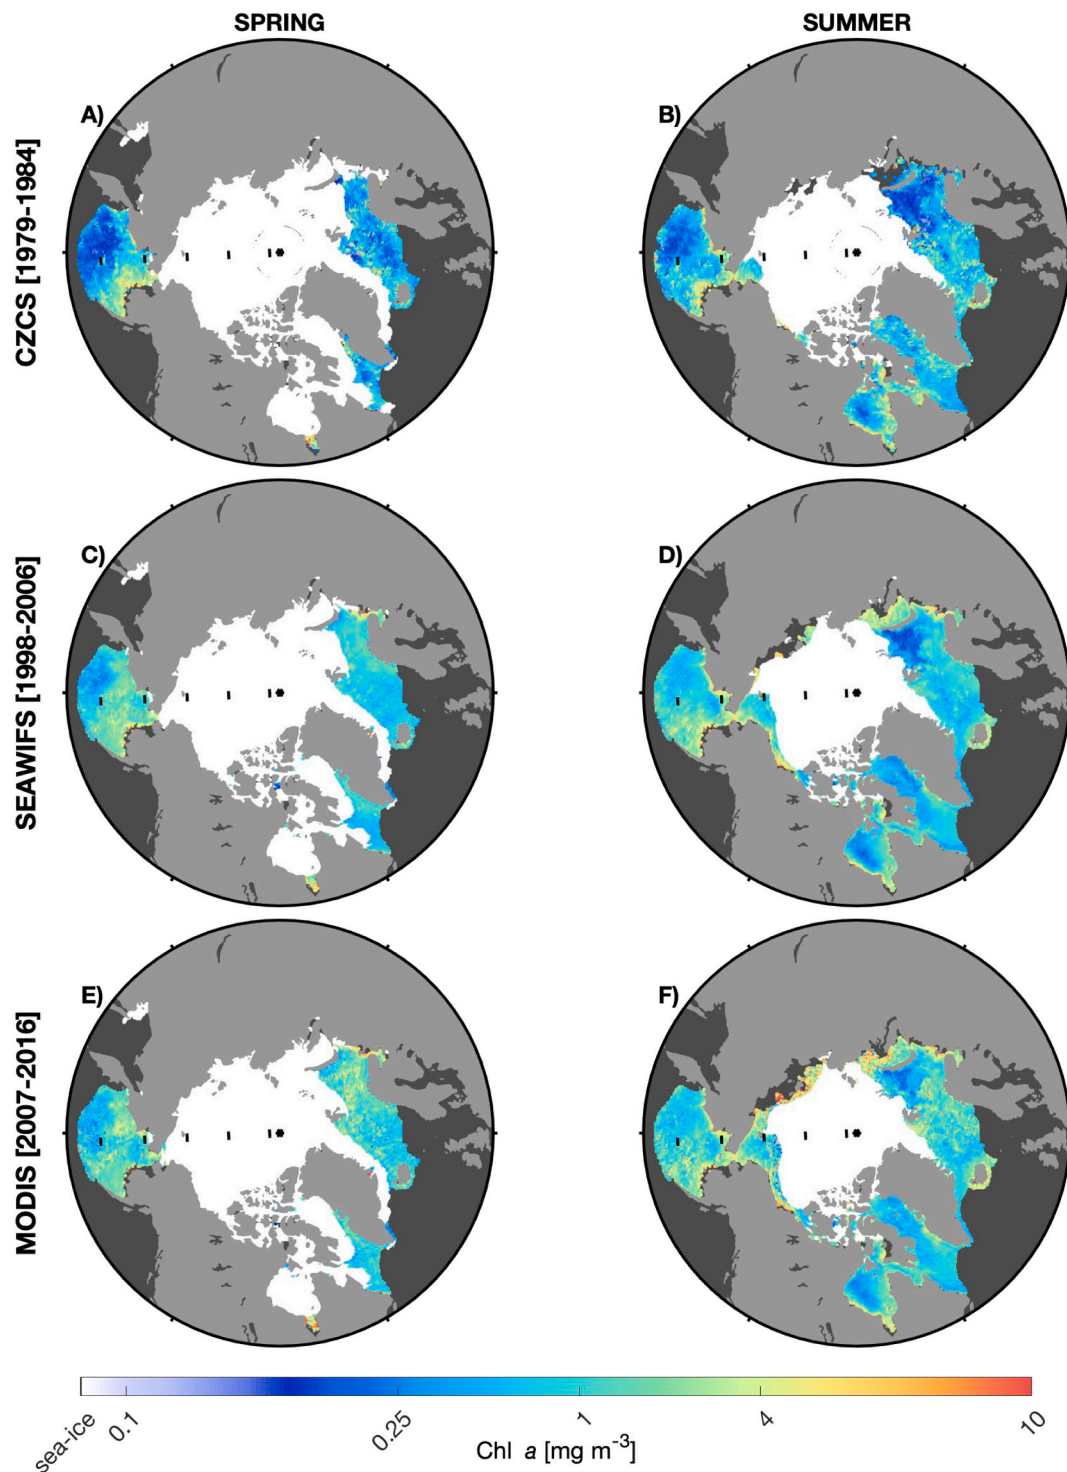 SPRING
SUMMER
CZCS [1979-1984]
A)
B)
SEAWIFS [1998-2006]
C)
D)
MODIS [2007-2016]
E)
F)
sea-ice 0.1 0.25 1 4 10
Chl a [mg m⁻³]